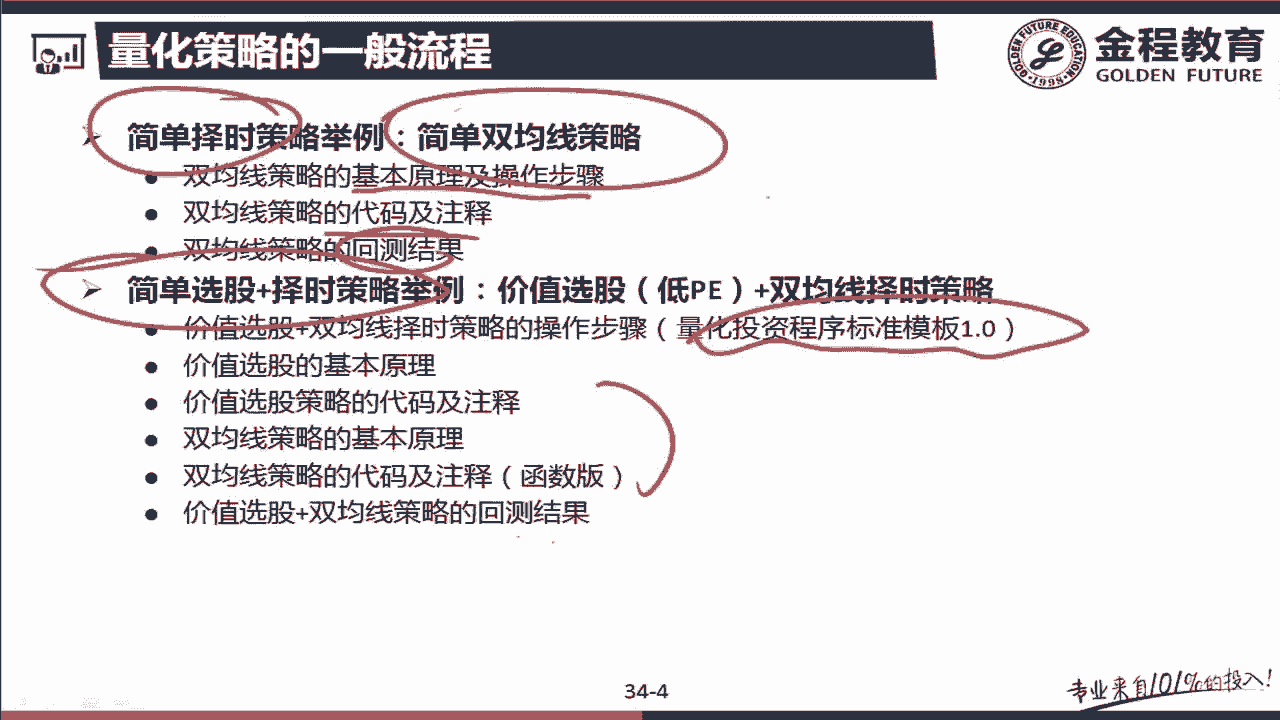 量化策略的一般流程
金程教育
GOLDEN FUTURE
GOLDEN FUTURE EDUCATION
1998
简单择时策略举例：简单双均线策略
双均线策略的基本原理及操作步骤
双均线策略的代码及注释
双均线策略的回测结果
简单选股+择时策略举例：价值选股（低PE）+双均线择时策略
价值选股+双均线择时策略的操作步骤（量化投资程序标准模板1.0）
价值选股的基本原理
价值选股策略的代码及注释
双均线策略的基本原理
双均线策略的代码及注释（函数版）
价值选股+双均线策略的回测结果
34-4
专业来自101%的投入!